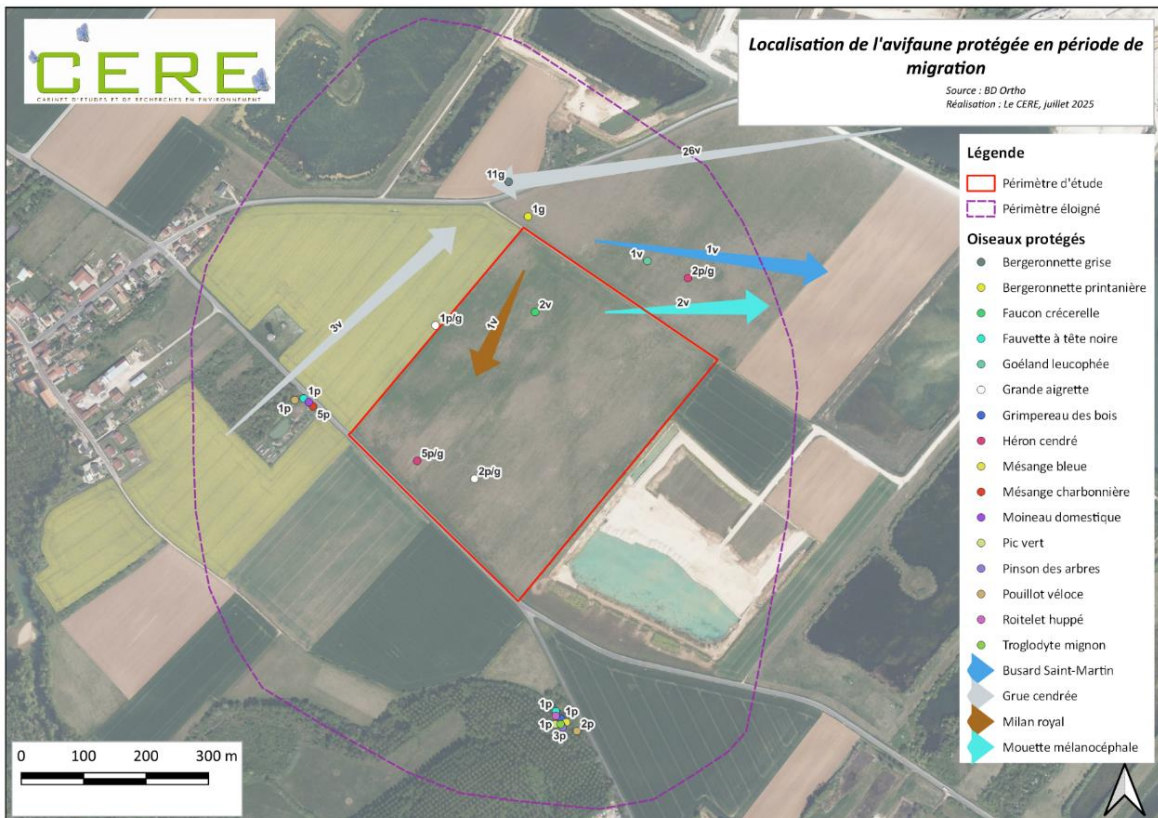 CERE
CABINET D'ÉTUDES ET DE RECHERCHES EN ENVIRONNEMENT
Localisation de l'avifaune protégée en période de
migration
Source : BD Ortho
Réalisation : Le CERE, juillet 2025
26v
11g
1g
1v
1v
2p/g
2v
2v
1v
1p/g
3v
1p
1p
5p
5p/g
2p/g
1p
1p
1p
2p
3p
Légende
Périmètre d'étude
Périmètre éloigné
Oiseaux protégés
Bergeronnette grise
Bergeronnette printanière
Faucon crécerelle
Fauvette à tête noire
Goéland leucophée
Grande aigrette
Grimpereau des bois
Héron cendré
Mésange bleue
Mésange charbonnière
Moineau domestique
Pic vert
Pinson des arbres
Pouillot véloce
Roitelet huppé
Troglodyte mignon
Busard Saint-Martin
Grue cendrée
Milan royal
Mouette mélanocéphale
0 100 200 300 m